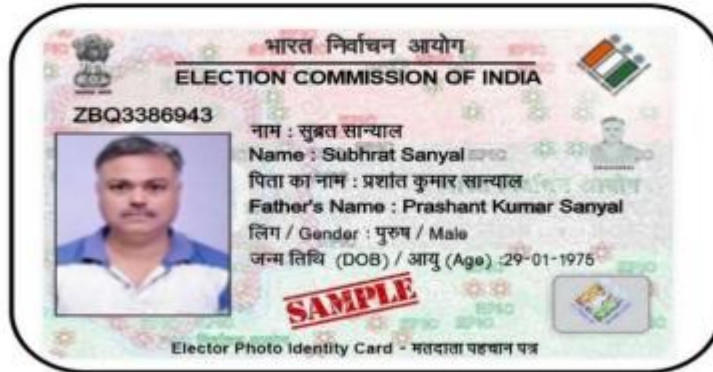 भारत निर्वाचन आयोग
ELECTION COMMISSION OF INDIA
ZBQ3386943
नाम : सुब्रत सान्याल
Name : Subhrat Sanyal
पिता का नाम : प्रशांत कुमार सान्याल
Father's Name : Prashant Kumar Sanyal
लिंग / Gender : पुरुष / Male
जन्म तिथि (DOB) / आयु (Age) :29-01-1975
SAMPLE
Elector Photo Identity Card - मतदाता पहचान पत्र